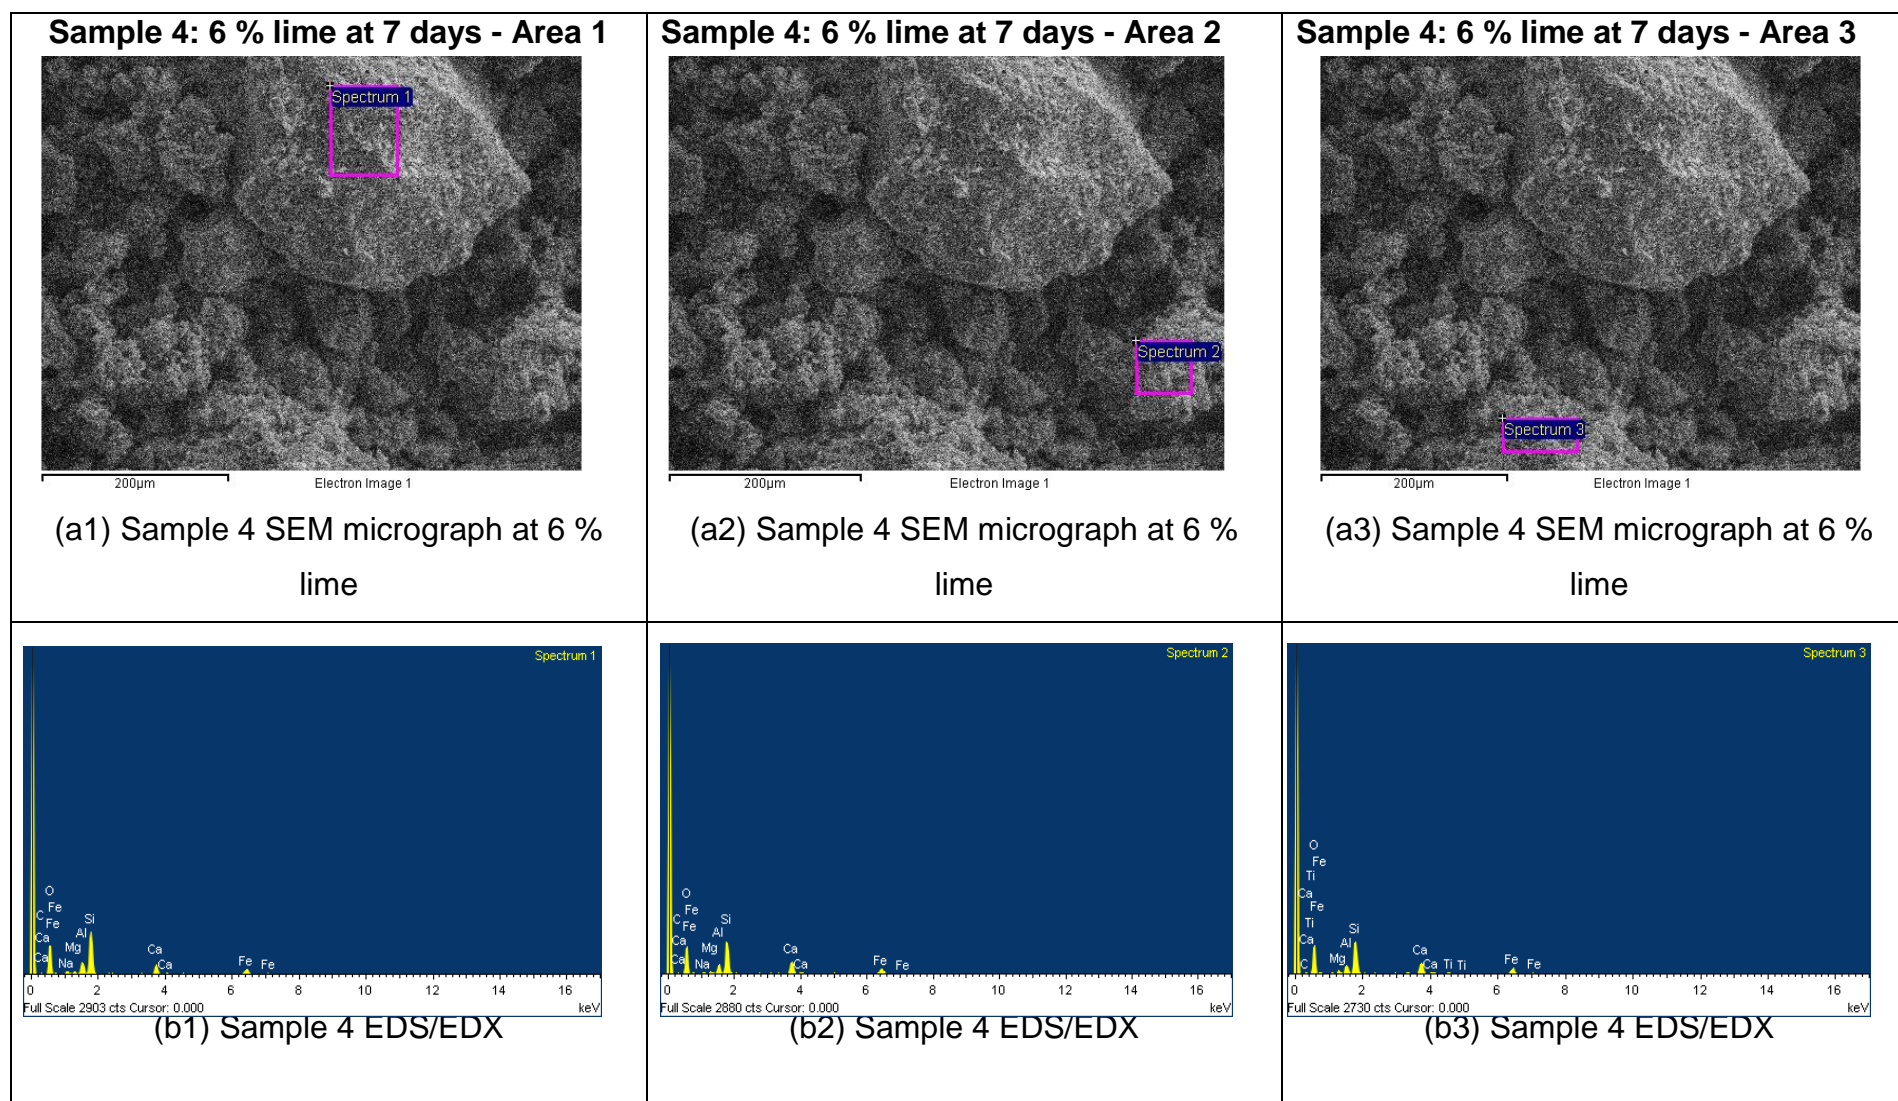 Sample 4: 6 % lime at 7 days - Area 1
Spectrum 1
200µm
Electron Image 1
(a1) Sample 4 SEM micrograph at 6 %
lime
Sample 4: 6 % lime at 7 days - Area 2
Spectrum 2
200µm
Electron Image 1
(a2) Sample 4 SEM micrograph at 6 %
lime
Sample 4: 6 % lime at 7 days - Area 3
Spectrum 3
200µm
Electron Image 1
(a3) Sample 4 SEM micrograph at 6 %
lime
Spectrum 1
O
C Fe
Fe Si
Ca Al
Mg Ca
Ca Na Ca Fe Fe
0 2 4 6 8 10 12 14 16
Full Scale 2903 cts Cursor: 0.000 keV
(b1) Sample 4 EDS/EDX
Spectrum 2
O
Fe
C Fe Si
Ca Al
Mg Ca
Ca Na Ca Fe Fe
0 2 4 6 8 10 12 14 16
Full Scale 2880 cts Cursor: 0.000 keV
(b2) Sample 4 EDS/EDX
Spectrum 3
O
Fe
Ti
Ca
Fe
Ti Si
Ca Al
Mg Ca Fe
C Ca Ti Ti Fe
0 2 4 6 8 10 12 14 16
Full Scale 2730 cts Cursor: 0.000 keV
(b3) Sample 4 EDS/EDX